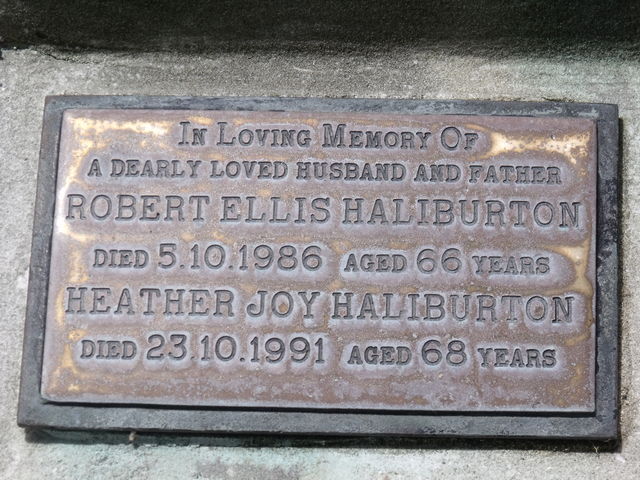 In Loving Memory Of
A DEARLY LOVED HUSBAND AND FATHER
ROBERT ELLIS HALIBURTON
DIED 5.10.1986 AGED 66 YEARS
HEATHER JOY HALIBURTON
DIED 23.10.1991 AGED 68 YEARS